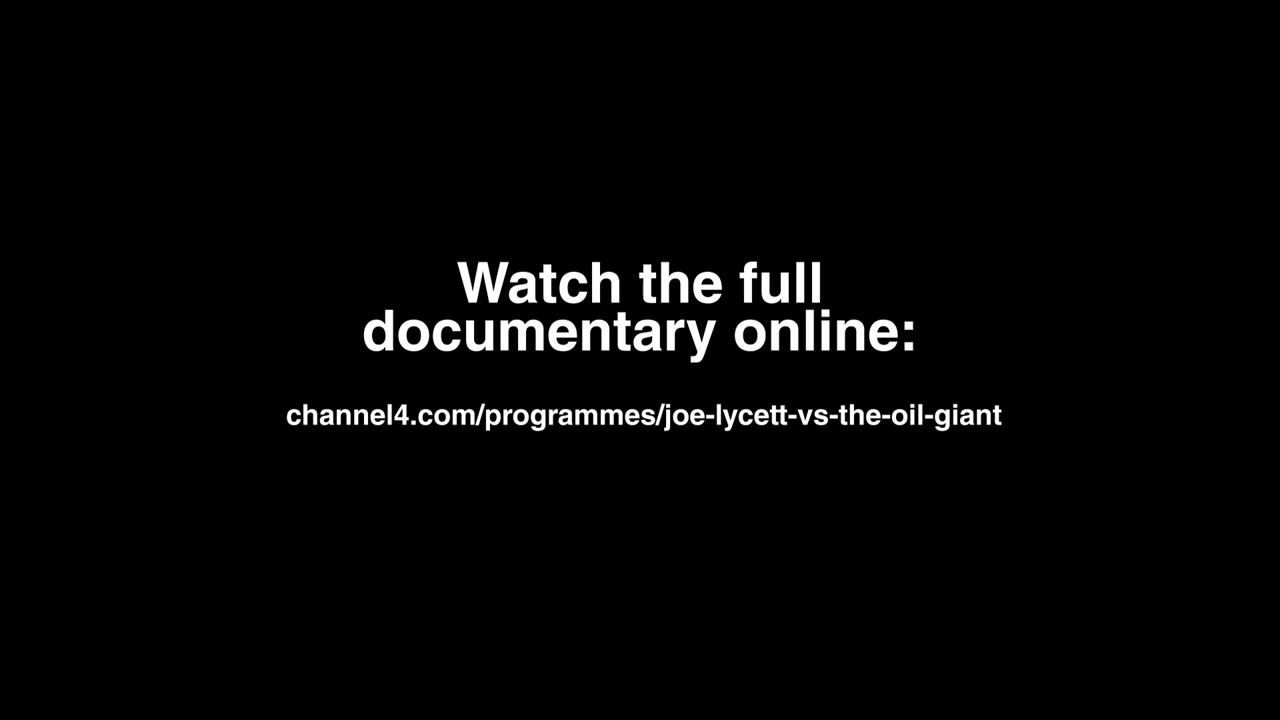 Watch the full
documentary online:
channel4.com/programmes/joe-lycett-vs-the-oil-giant